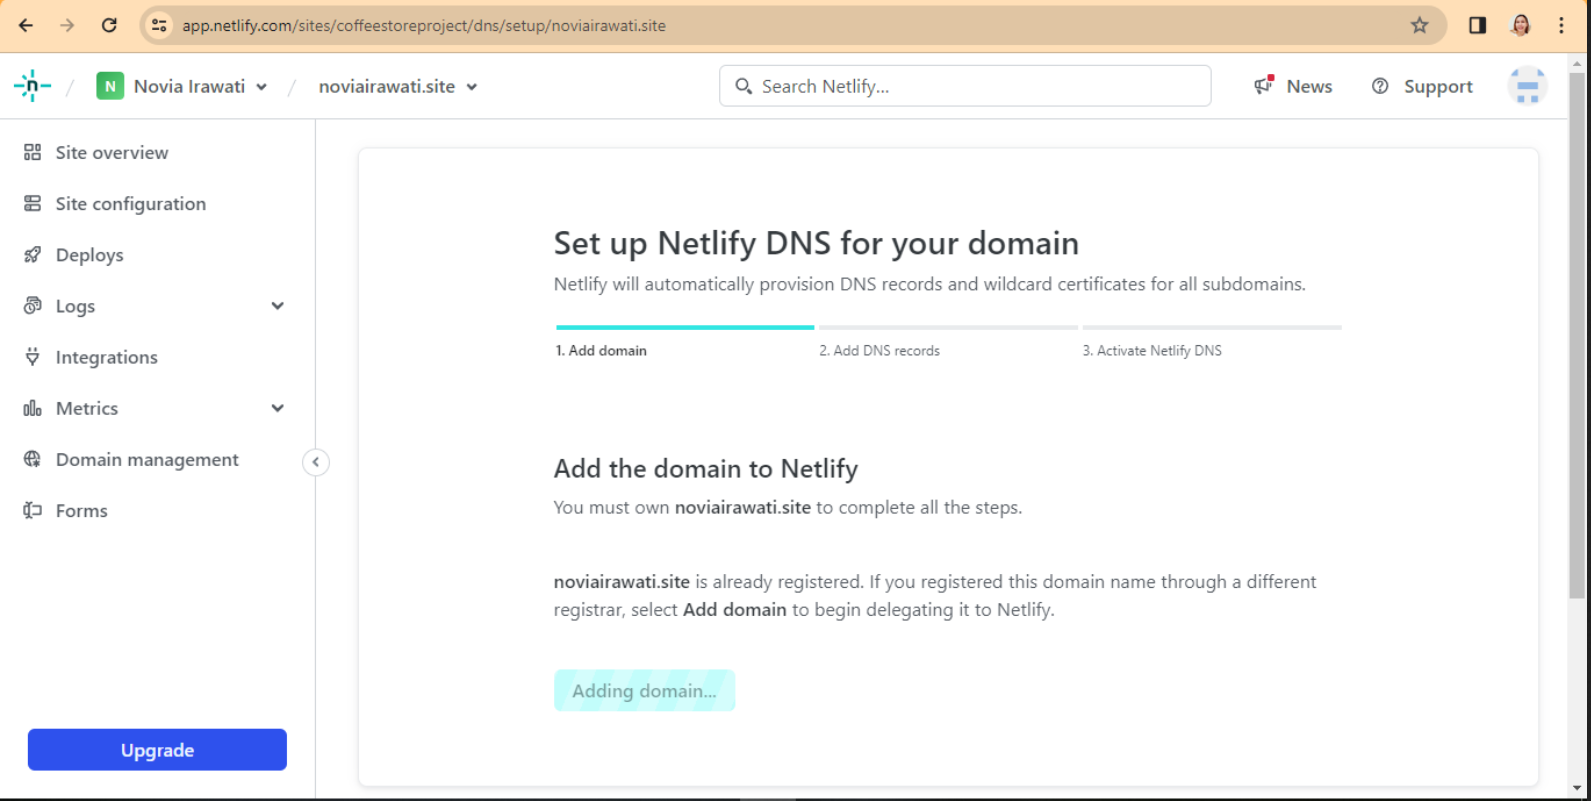 app.netlify.com/sites/coffeestoreproject/dns/setup/noviairawati.site
n / N Novia Irawati / noviairawati.site
Search Netlify...
News
Support
Site overview
Site configuration
Deploys
Logs
Integrations
Metrics
Domain management
Forms
Upgrade
Set up Netlify DNS for your domain
Netlify will automatically provision DNS records and wildcard certificates for all subdomains.
1. Add domain
2. Add DNS records
3. Activate Netlify DNS
Add the domain to Netlify
You must own noviairawati.site to complete all the steps.
noviairawati.site is already registered. If you registered this domain name through a different
registrar, select Add domain to begin delegating it to Netlify.
Adding domain...